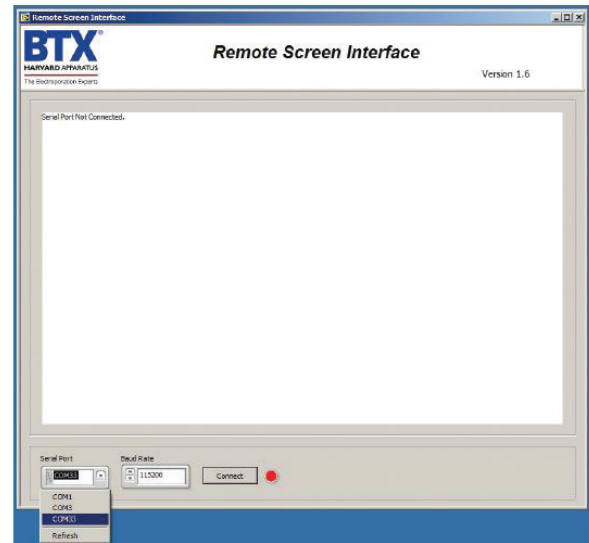 Remote Screen Interface
BTX®
HARVARD APPARATUS
The Electroporation Experts
Remote Screen Interface
Version 1.6
Serial Port Not Connected.
Serial Port
Baud Rate
COM33
115200
Connect
COM1
COM3
COM33
Refresh